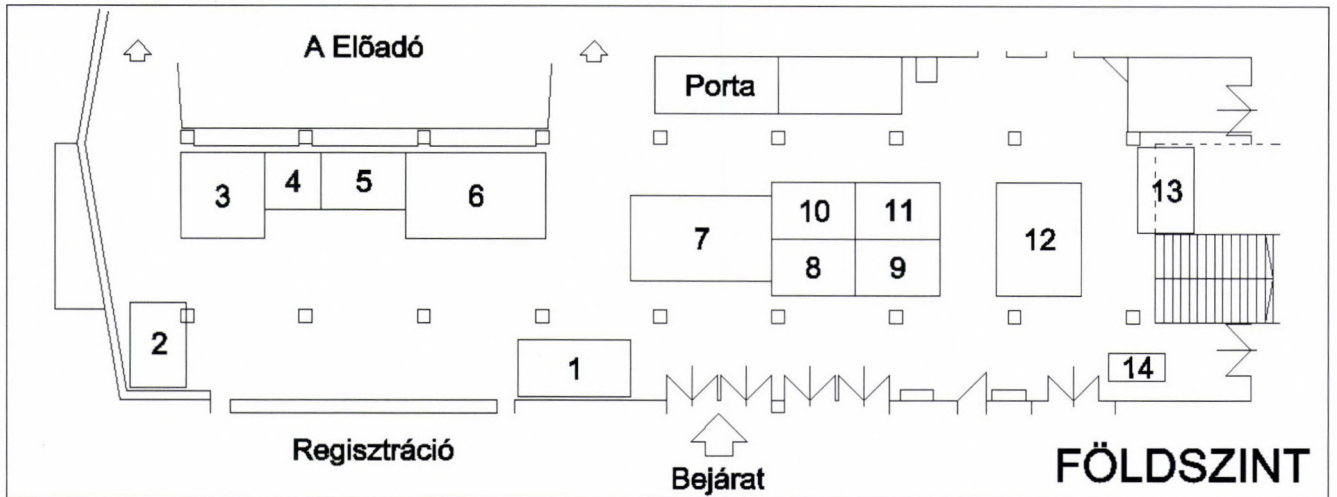 A Előadó
Porta
3
4
5
6
13
10
11
7
12
8
9
2
1
14
Regisztráció
Bejárat
FÖLDSZINT